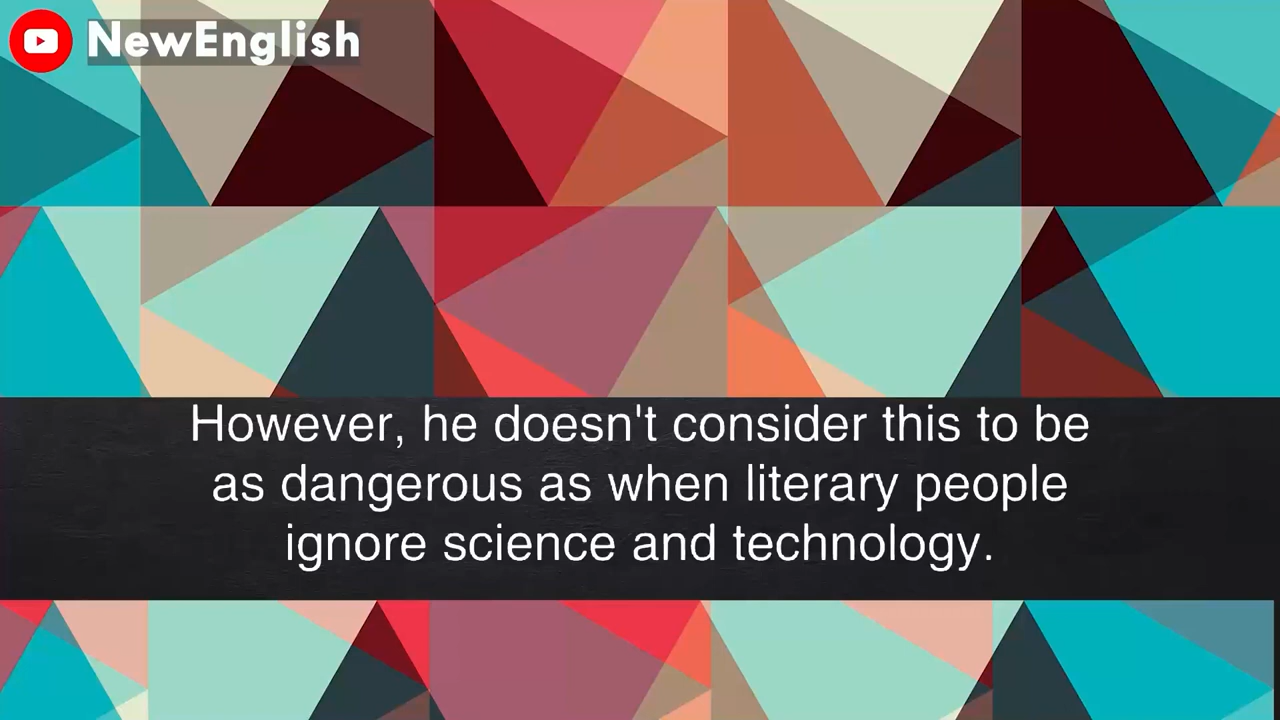 NewEnglish
However, he doesn't consider this to be
as dangerous as when literary people
ignore science and technology.